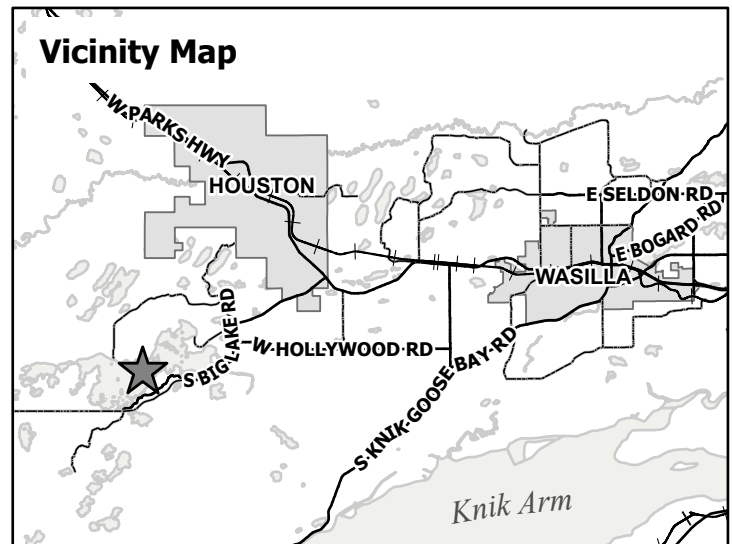 Vicinity Map
W PARKS HWY
HOUSTON
E SELDON RD
E BOGARD RD
WASILLA
S BIG LAKE RD
W HOLLYWOOD RD
S KNIK-GOOSE BAY RD
Knik Arm